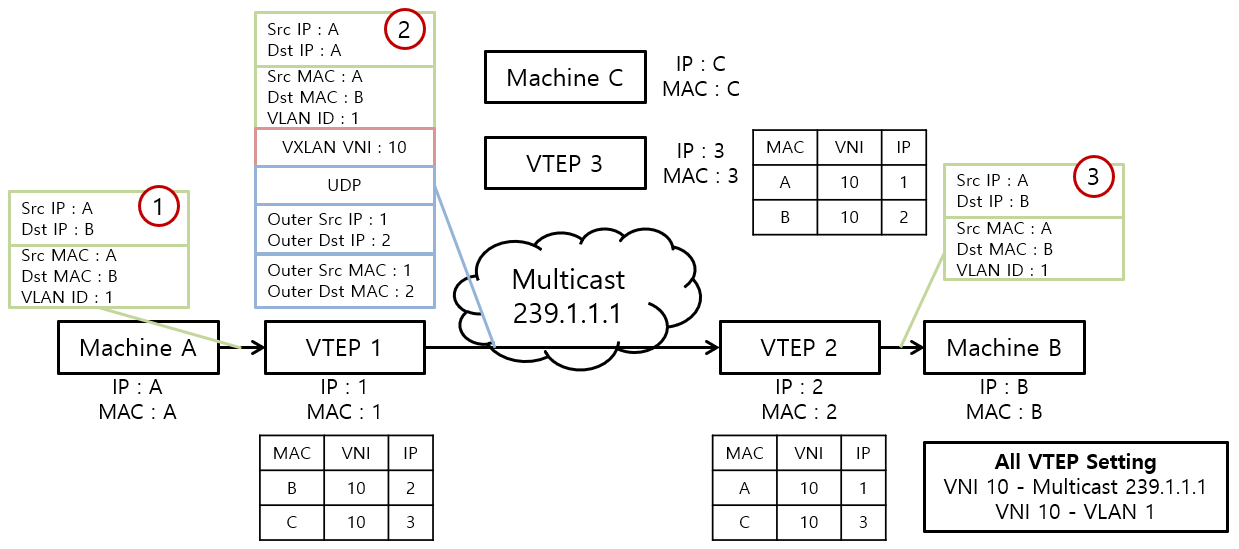 Src IP : A
Dst IP : A
Src MAC : A
Dst MAC : B
VLAN ID : 1
VXLAN VNI : 10
UDP
Outer Src IP : 1
Outer Dst IP : 2
Outer Src MAC : 1
Outer Dst MAC : 2
2
Machine C
IP : C
MAC : C
VTEP 3
IP : 3
MAC : 3
MAC VNI IP
A 10 1
B 10 2
1
Src IP : A
Dst IP : B
Src MAC : A
Dst MAC : B
VLAN ID : 1
3
Src IP : A
Dst IP : B
Src MAC : A
Dst MAC : B
VLAN ID : 1
Multicast
239.1.1.1
Machine A
IP : A
MAC : A
VTEP 1
IP : 1
MAC : 1
VTEP 2
IP : 2
MAC : 2
Machine B
IP : B
MAC : B
MAC VNI IP
B 10 2
C 10 3
MAC VNI IP
A 10 1
C 10 3
All VTEP Setting
VNI 10 - Multicast 239.1.1.1
VNI 10 - VLAN 1